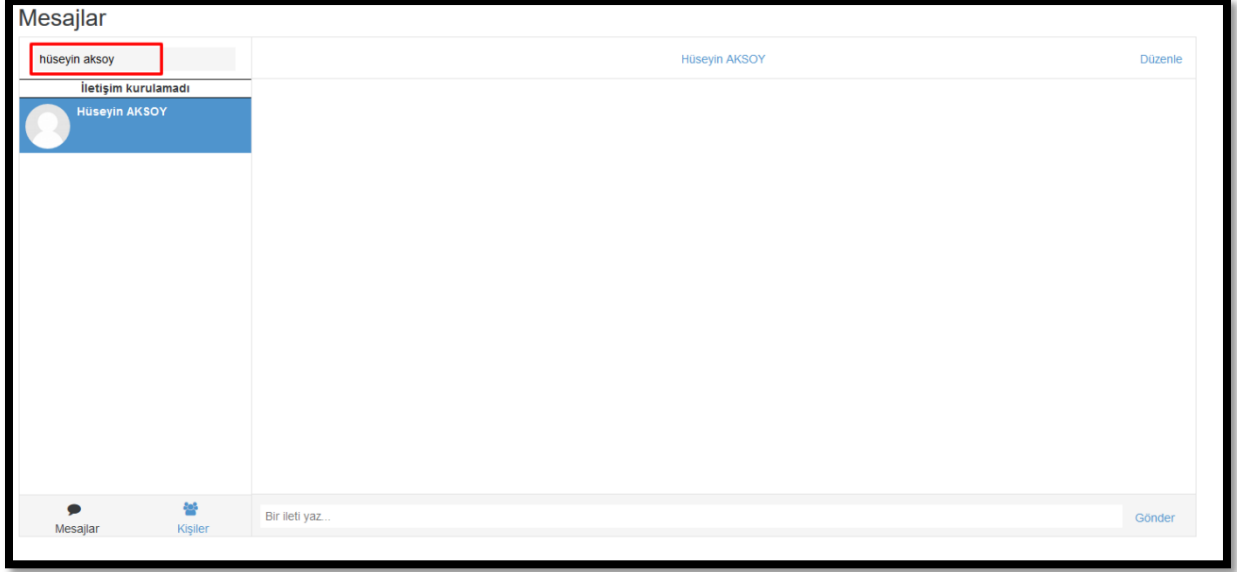 Mesajlar
hüseyin aksoy
Hüseyin AKSOY
Düzenle
İletişim kurulamadı
Hüseyin AKSOY
Mesajlar
Kişiler
Bir ileti yaz...
Gönder